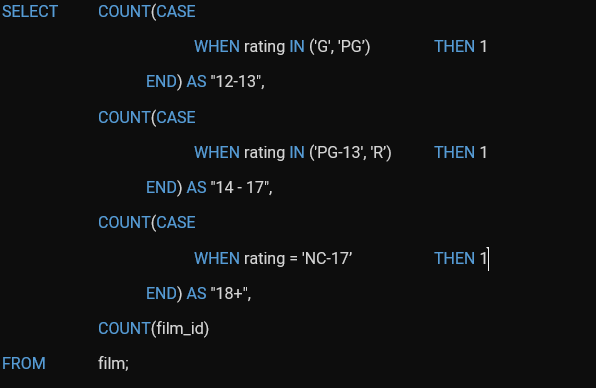 SELECT COUNT(CASE
WHEN rating IN ('G', 'PG’) THEN 1
END) AS "12-13",
COUNT(CASE
WHEN rating IN ('PG-13', 'R’) THEN 1
END) AS "14 - 17",
COUNT(CASE
WHEN rating = 'NC-17’ THEN 1
END) AS "18+",
COUNT(film_id)
FROM film;